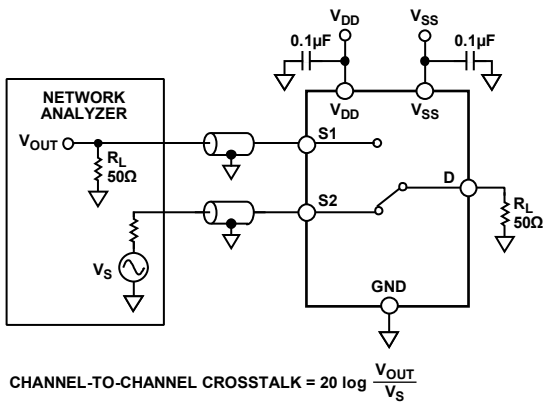 V_DD V_SS
0.1µF 0.1µF
V_DD V_SS
NETWORK
ANALYZER
V_OUT
R_L
50Ω
S1
S2
D
R_L
50Ω
V_S
GND
CHANNEL-TO-CHANNEL CROSSTALK = 20 log V_OUT / V_S